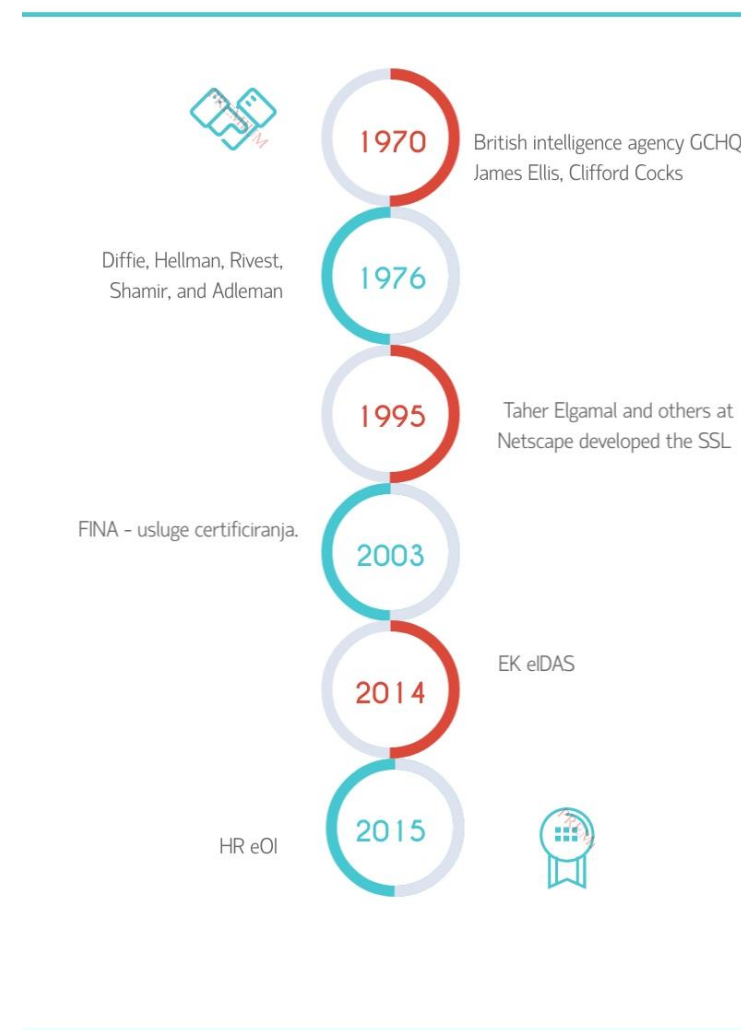 1970
British intelligence agency GCHQ
James Ellis, Clifford Cocks
Diffie, Hellman, Rivest,
Shamir, and Adleman
1976
1995
Taher Elgamal and others at
Netscape developed the SSL
FINA - usluge certificiranja.
2003
2014
EK eIDAS
HR eOI
2015